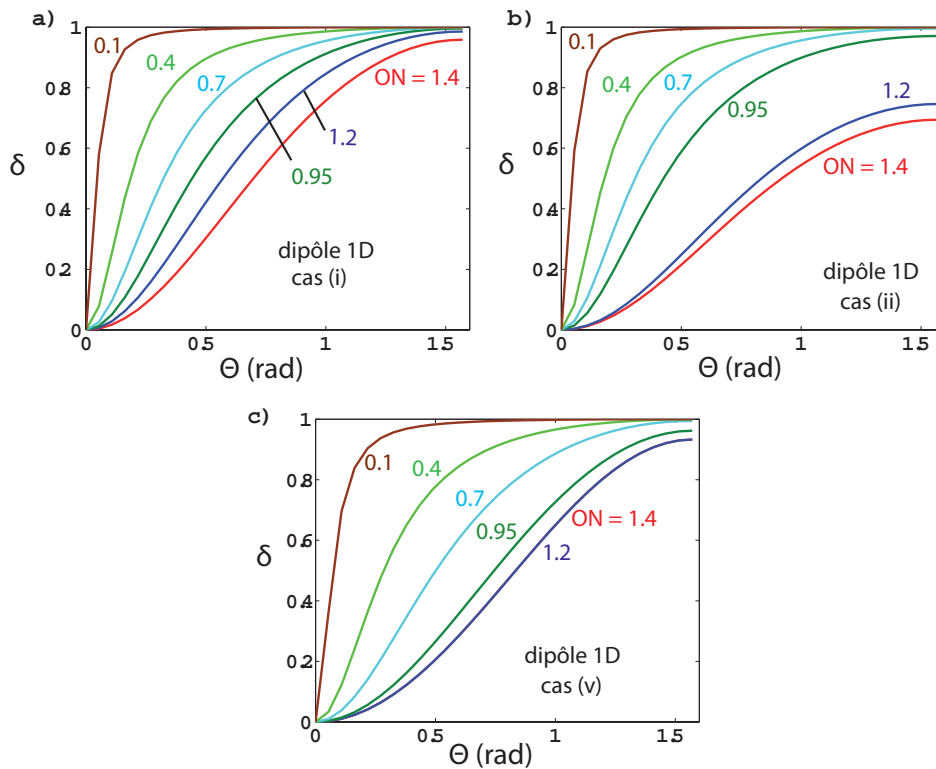 a)
1
0.8
0.6
0.4
0.2
0
δ
0.1
0.4
0.7
ON = 1.4
1.2
0.95
dipôle 1D
cas (i)
0
0.5
1
1.5
Θ (rad)
b)
1
0.8
0.6
0.4
0.2
0
δ
0.1
0.4
0.7
0.95
1.2
ON = 1.4
dipôle 1D
cas (ii)
0
0.5
1
1.5
Θ (rad)
c)
1
0.8
0.6
0.4
0.2
0
δ
0.1
0.4
0.7
0.95
ON = 1.4
1.2
dipôle 1D
cas (v)
0
0.5
1
1.5
Θ (rad)